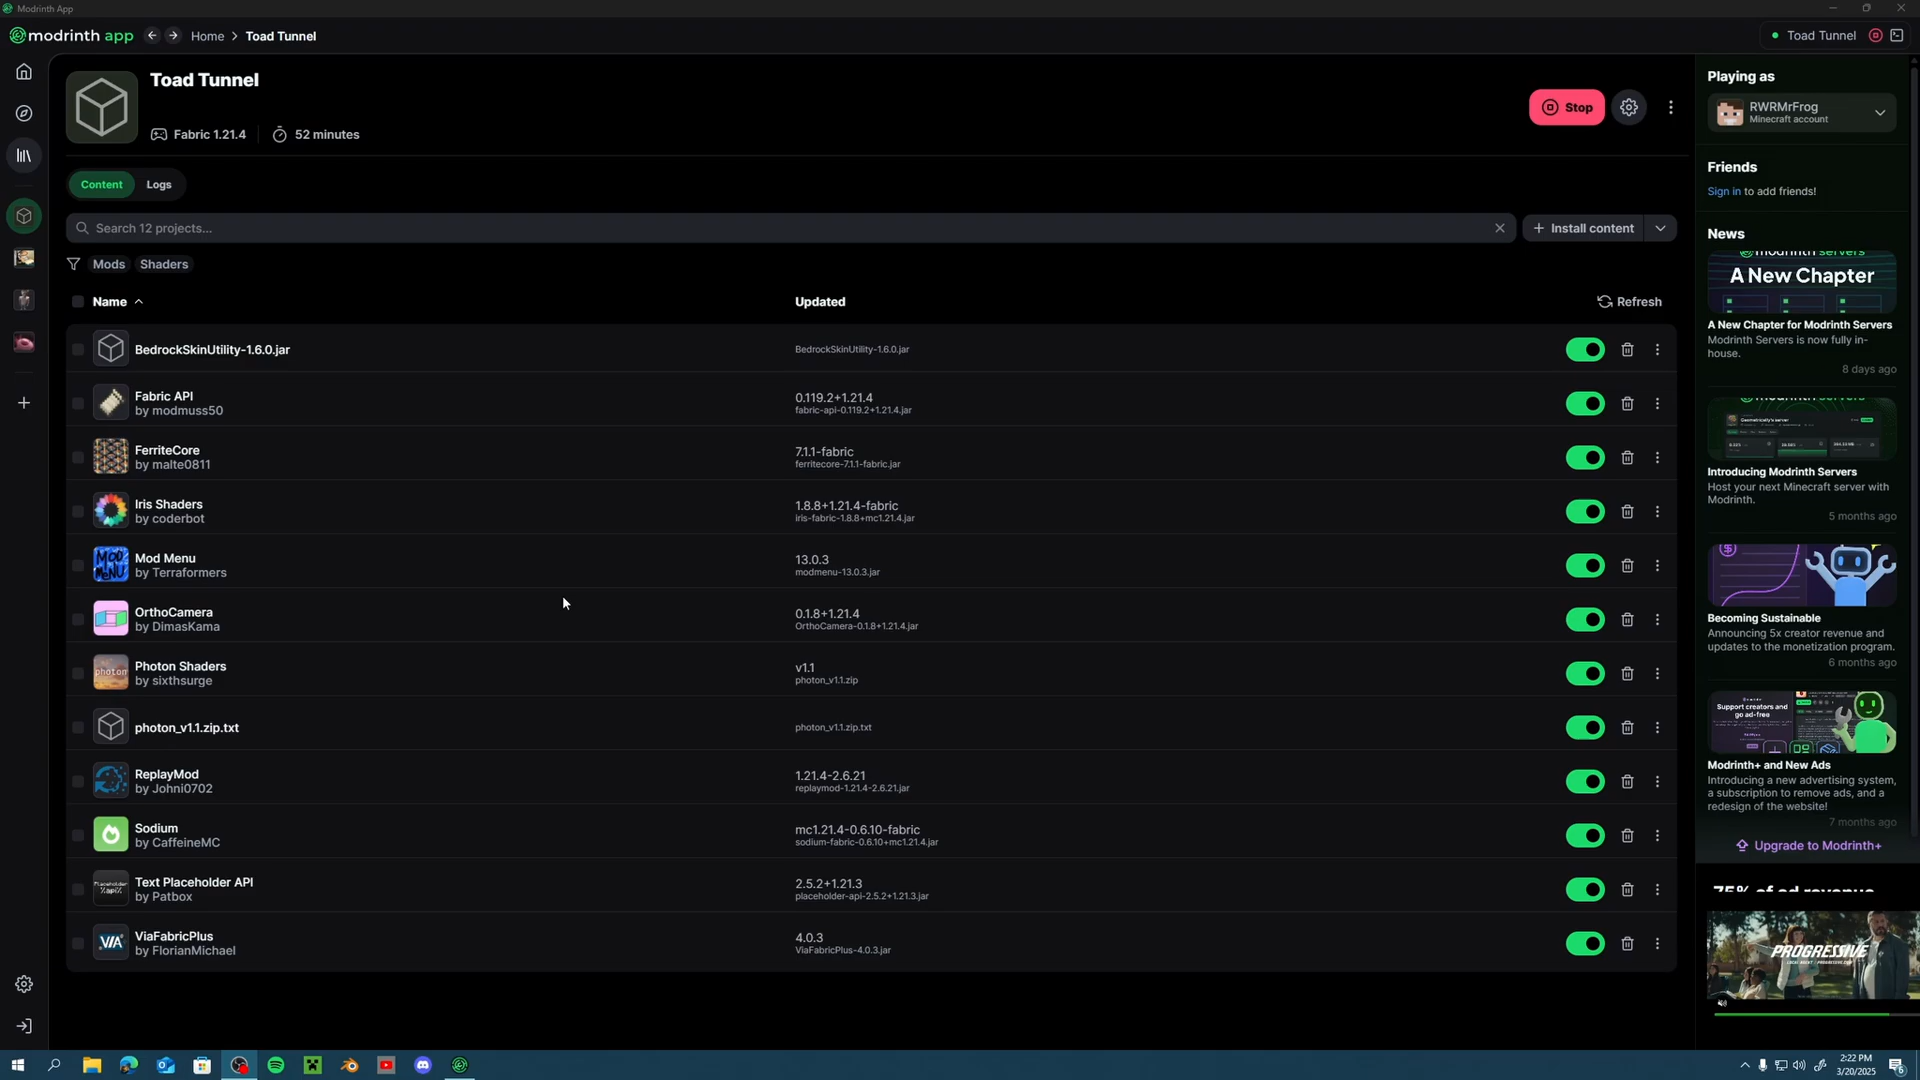 Modrinth App
modrinth app
Home > Toad Tunnel
Toad Tunnel
Toad Tunnel
Fabric 1.21.4
52 minutes
Stop
Content
Logs
Search 12 projects...
Install content
Mods
Shaders
Name
Updated
Refresh
BedrockSkinUtility-1.6.0.jar
BedrockSkinUtility-1.6.0.jar
Fabric API
by modmuss50
0.119.2+1.21.4
fabric-api-0.119.2+1.21.4.jar
FerriteCore
by malte0811
7.1.1-fabric
ferritecore-7.1.1-fabric.jar
Iris Shaders
by coderbot
1.8.8+1.21.4-fabric
iris-fabric-1.8.8+mc1.21.4.jar
Mod Menu
by Terraformers
13.0.3
modmenu-13.0.3.jar
OrthoCamera
by DimasKama
0.1.8+1.21.4
OrthoCamera-0.1.8+1.21.4.jar
photon
Photon Shaders
by sixthsurge
v1.1
photon_v1.1.zip
photon_v1.1.zip.txt
photon_v1.1.zip.txt
ReplayMod
by Johni0702
1.21.4-2.6.21
replaymod-1.21.4-2.6.21.jar
Sodium
by CaffeineMC
mc1.21.4-0.6.10-fabric
sodium-fabric-0.6.10+mc1.21.4.jar
Text Placeholder API
by Patbox
2.5.2+1.21.3
placeholder-api-2.5.2+1.21.3.jar
VIA
ViaFabricPlus
by FlorianMichael
4.0.3
ViaFabricPlus-4.0.3.jar
Playing as
RWRMrFrog
Minecraft account
Friends
Sign in to add friends!
News
modrinth servers
A New Chapter
A New Chapter for Modrinth Servers
Modrinth Servers is now fully in-
house.
8 days ago
Introducing Modrinth Servers
Host your next Minecraft server with
Modrinth.
5 months ago
Becoming Sustainable
Announcing 5x creator revenue and
updates to the monetization program.
6 months ago
Support creators and
go ad-free
Modrinth+ and New Ads
Introducing a new advertising system,
a subscription to remove ads, and a
redesign of the website!
7 months ago
Upgrade to Modrinth+
75% of ad revenue
PROGRESSIVE
2:22 PM
3/20/2025